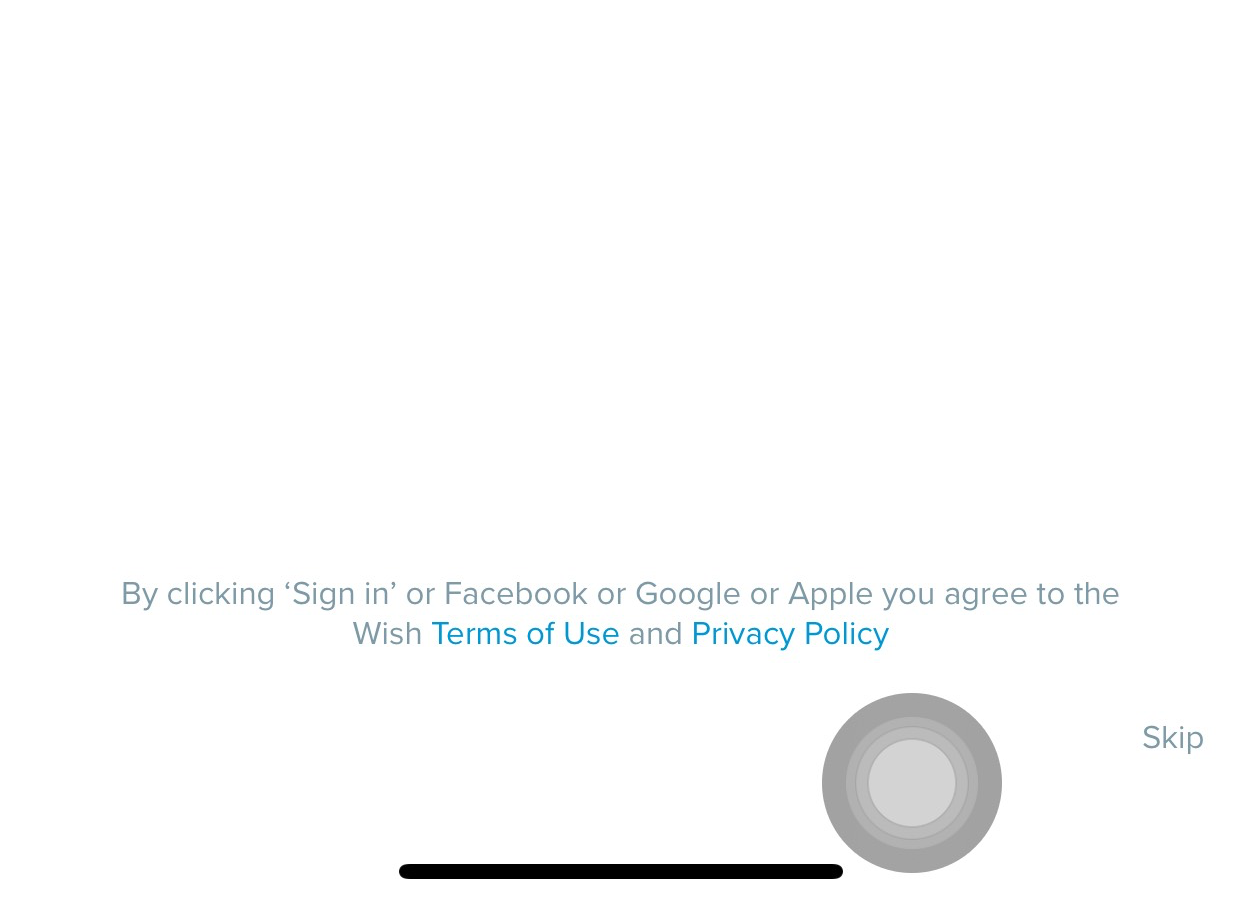 By clicking ‘Sign in’ or Facebook or Google or Apple you agree to the
Wish Terms of Use and Privacy Policy
Skip